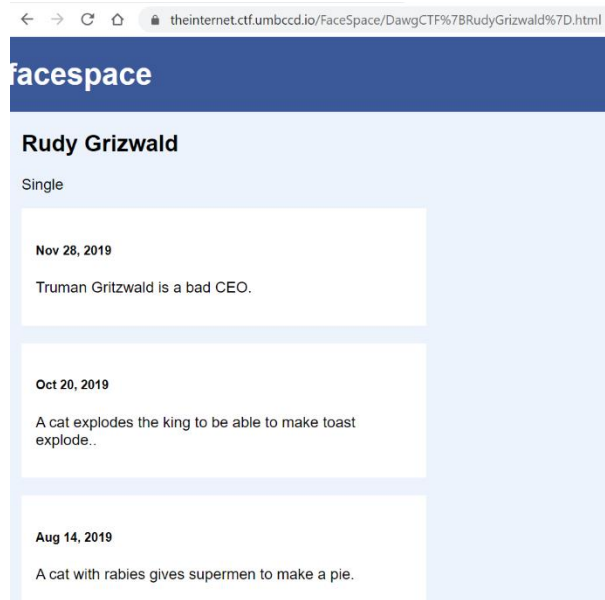 theinternet.ctf.umbccd.io/FaceSpace/DawgCTF%7BRudyGrizwald%7D.html
facespace
Rudy Grizwald
Single
Nov 28, 2019
Truman Gritzwald is a bad CEO.
Oct 20, 2019
A cat explodes the king to be able to make toast
explode..
Aug 14, 2019
A cat with rabies gives supermen to make a pie.